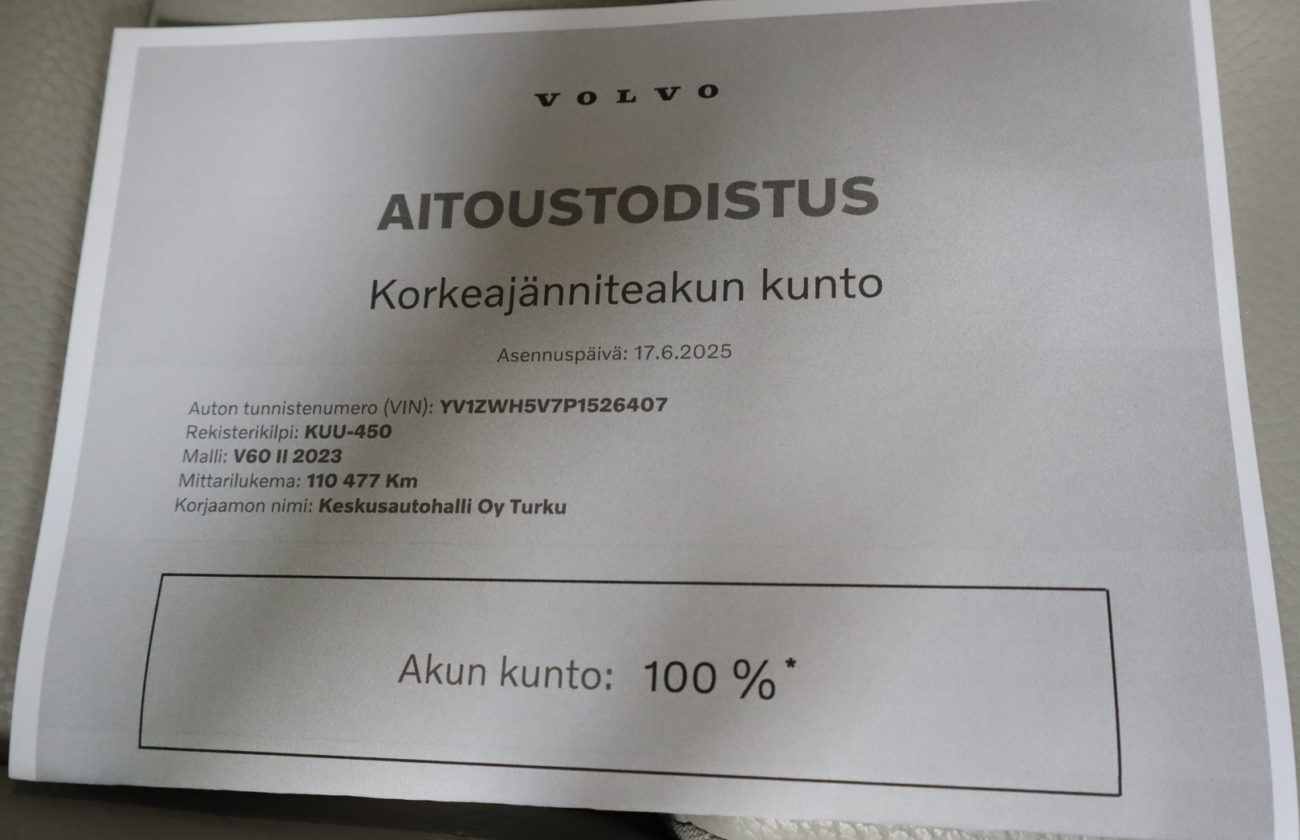 VOLVO
AITOUSTODISTUS
Korkeajänniteakun kunto
Asennuspäivä: 17.6.2025
Auton tunnistenumero (VIN): YV1ZWH5V7P1526407
Rekisterikilpi: KUU-450
Malli: V60 II 2023
Mittarilukema: 110 477 Km
Korjaamon nimi: Keskusautohalli Oy Turku
Akun kunto: 100 %*